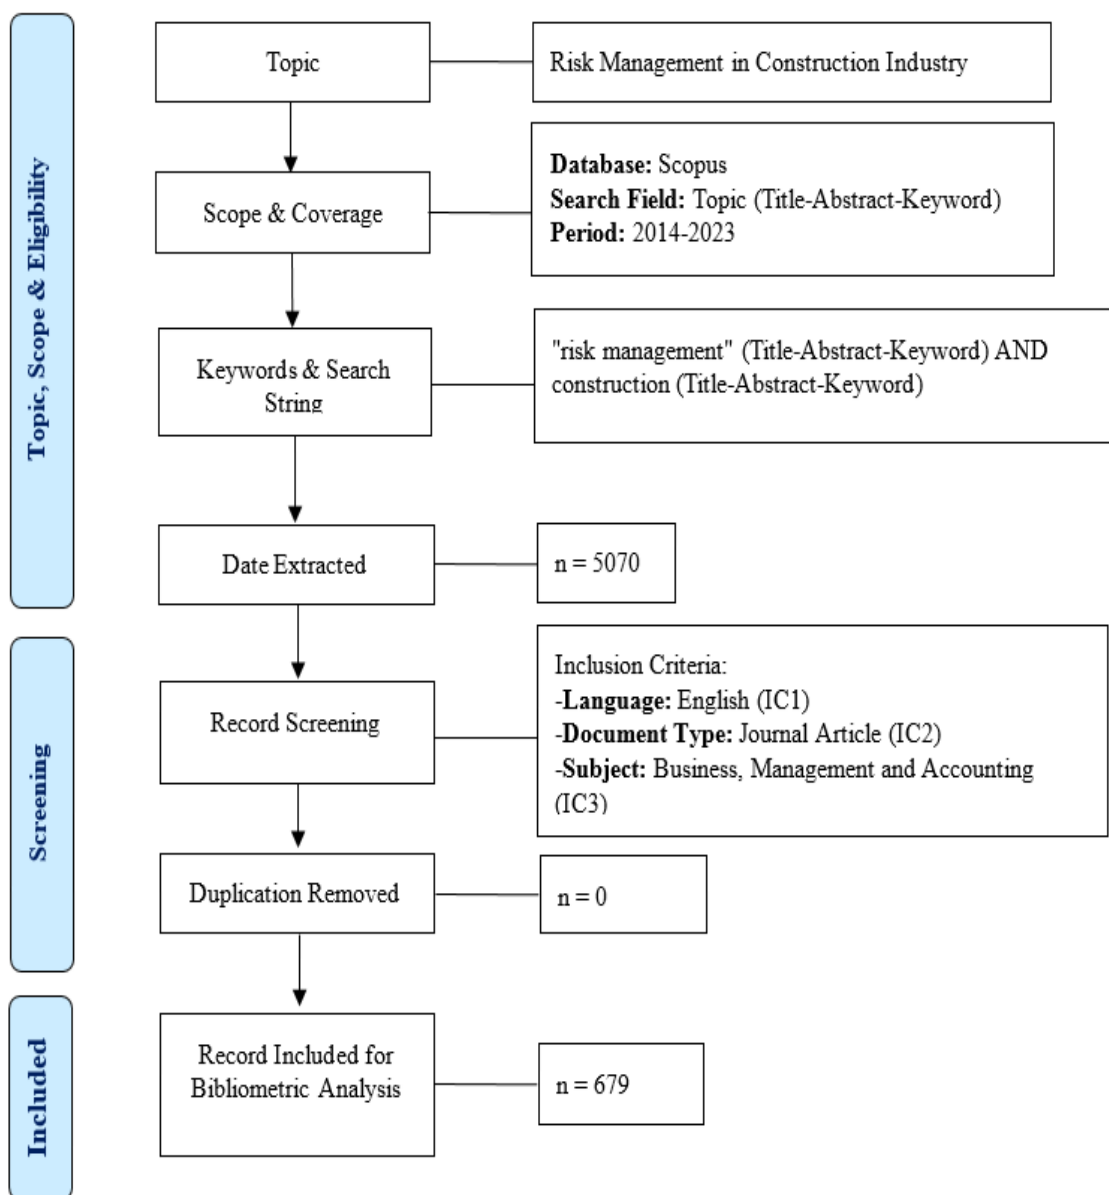 Topic, Scope & Eligibility
Topic
Risk Management in Construction Industry
Scope & Coverage
Database: Scopus
Search Field: Topic (Title-Abstract-Keyword)
Period: 2014-2023
Keywords & Search
String
"risk management" (Title-Abstract-Keyword) AND
construction (Title-Abstract-Keyword)
Date Extracted
n = 5070
Screening
Record Screening
Inclusion Criteria:
-Language: English (IC1)
-Document Type: Journal Article (IC2)
-Subject: Business, Management and Accounting
(IC3)
Duplication Removed
n = 0
Included
Record Included for
Bibliometric Analysis
n = 679